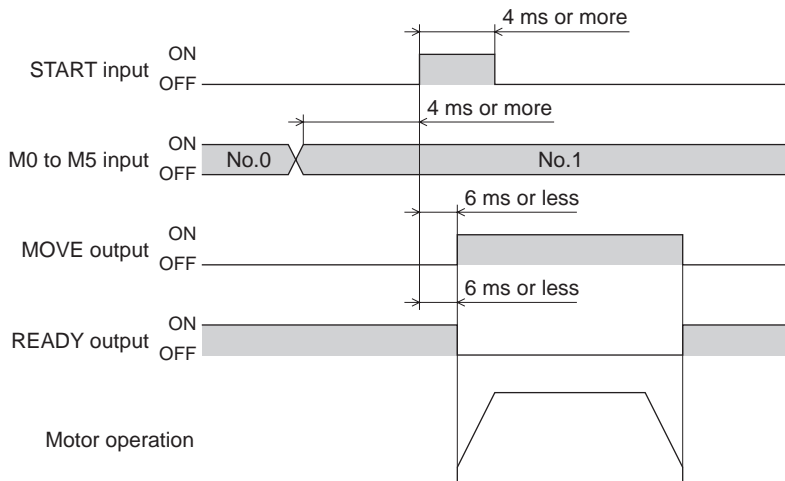 4 ms or more
START input
ON
OFF
4 ms or more
M0 to M5 input
ON
OFF
No.0
No.1
6 ms or less
MOVE output
ON
OFF
6 ms or less
READY output
ON
OFF
Motor operation